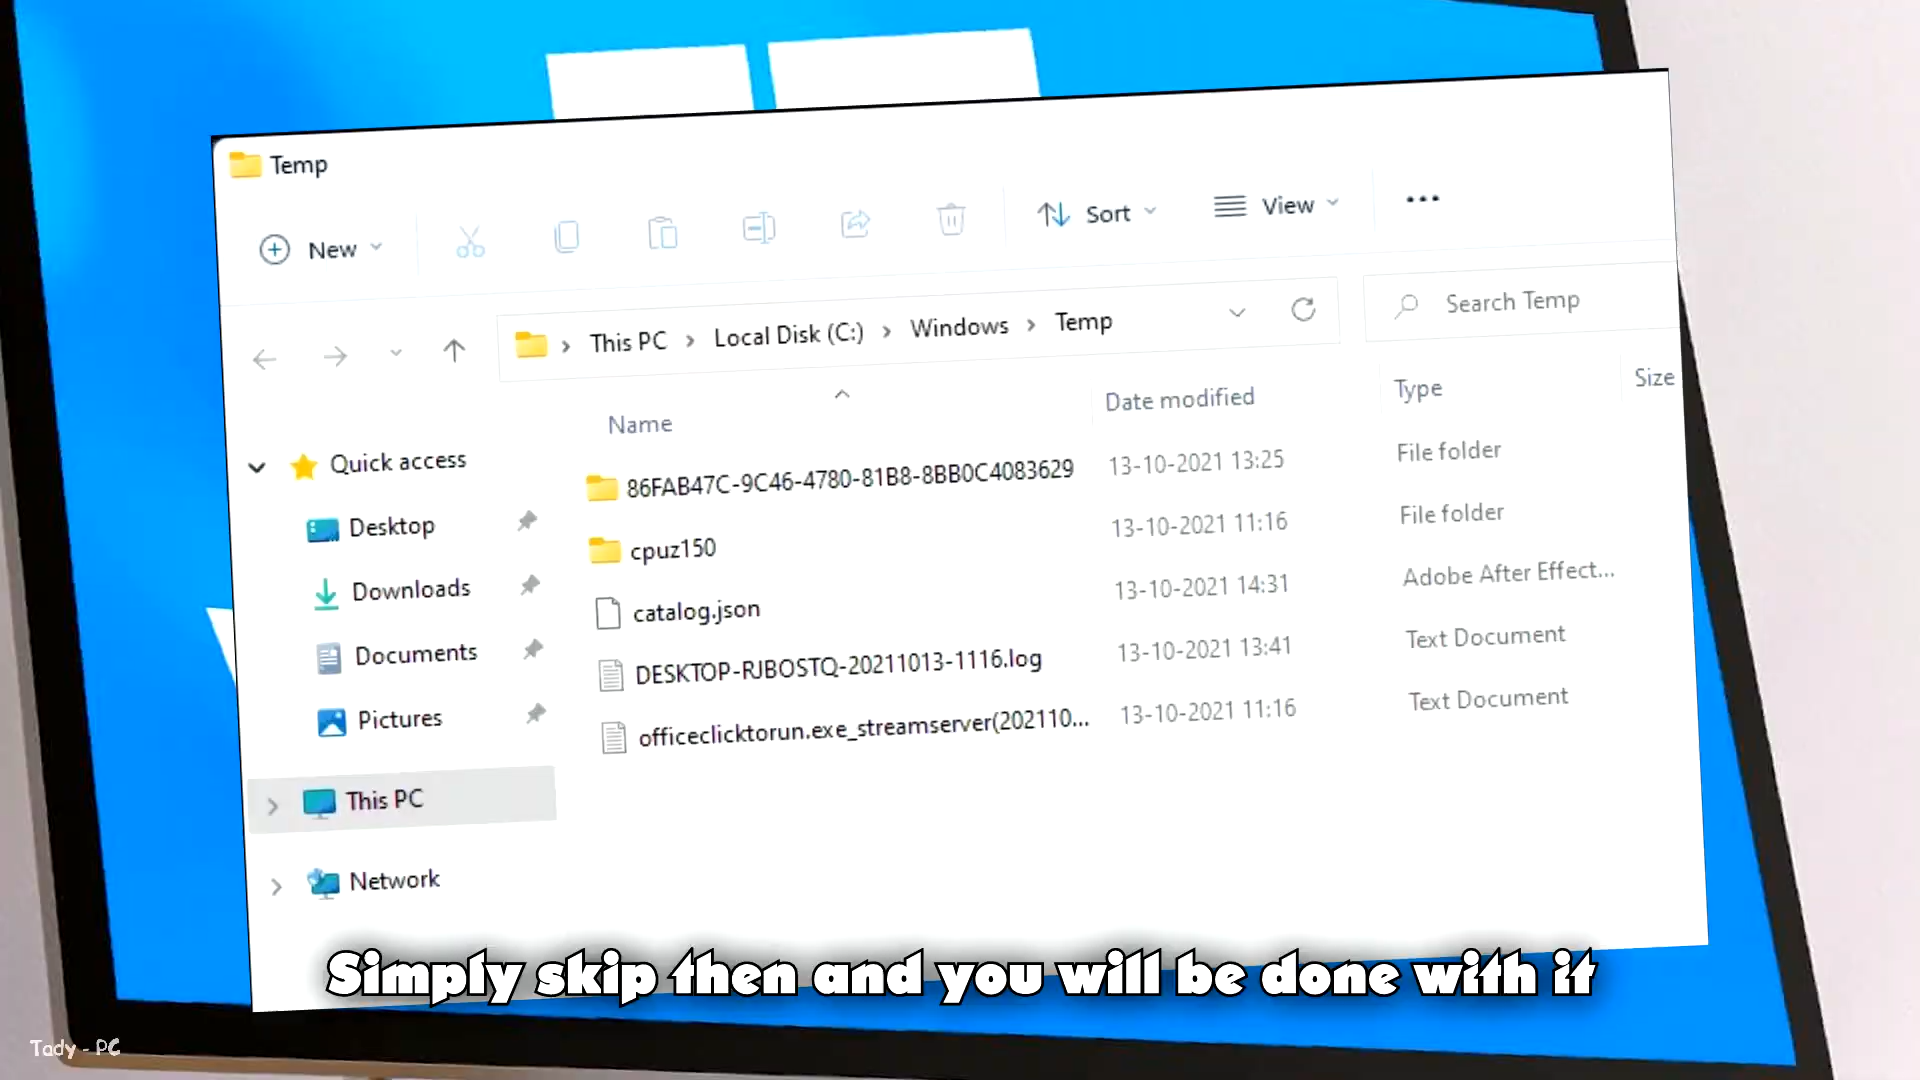 Temp
New
Sort
View
This PC
Local Disk (C:)
Windows
Temp
Search Temp
Name
Date modified
Type
Size
Quick access
Desktop
Downloads
Documents
Pictures
This PC
Network
86FAB47C-9C46-4780-81B8-8BB0C4083629 13-10-2021 13:25 File folder
cpuz150 13-10-2021 11:16 File folder
catalog.json 13-10-2021 14:31 Adobe After Effect...
DESKTOP-RJBOSTQ-20211013-1116.log 13-10-2021 13:41 Text Document
officeclicktorun.exe_streamserver(202110... 13-10-2021 11:16 Text Document
Simply skip then and you will be done with it
Tady - PC